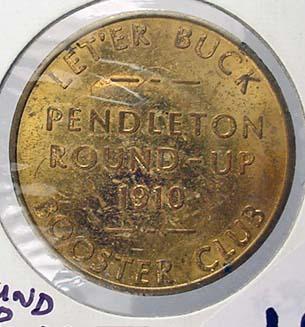 LET'ER BUCK
PENDLETON
ROUND-UP
1910
BOOSTER CLUB